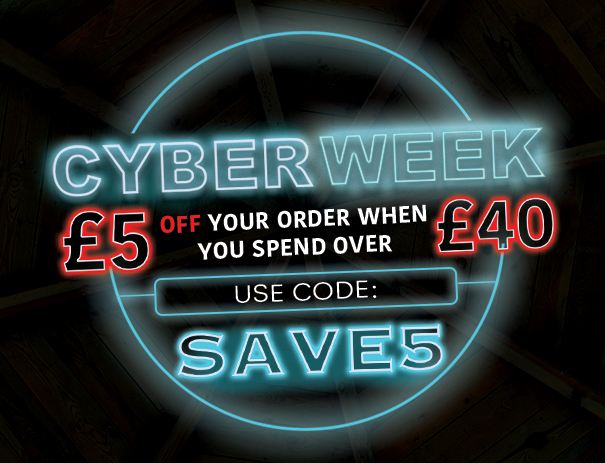 CYBER WEEK
£5 OFF YOUR ORDER WHEN £40
YOU SPEND OVER
USE CODE:
SAVE5